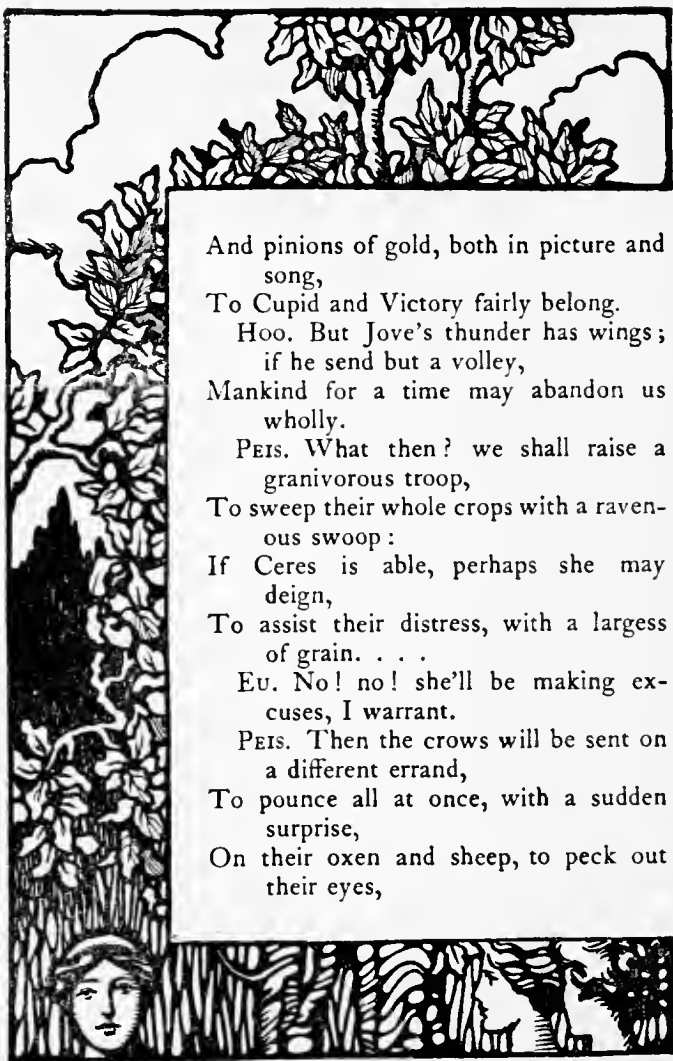 And pinions of gold, both in picture and
song,
To Cupid and Victory fairly belong.
Hoo. But Jove's thunder has wings;
if he send but a volley,
Mankind for a time may abandon us
wholly.
Peis. What then? we shall raise a
granivorous troop,
To sweep their whole crops with a raven-
ous swoop:
If Ceres is able, perhaps she may
deign,
To assist their distress, with a largess
of grain. . . .
Eu. No! no! she'll be making ex-
cuses, I warrant.
Peis. Then the crows will be sent on
a different errand,
To pounce all at once, with a sudden
surprise,
On their oxen and sheep, to peck out
their eyes,